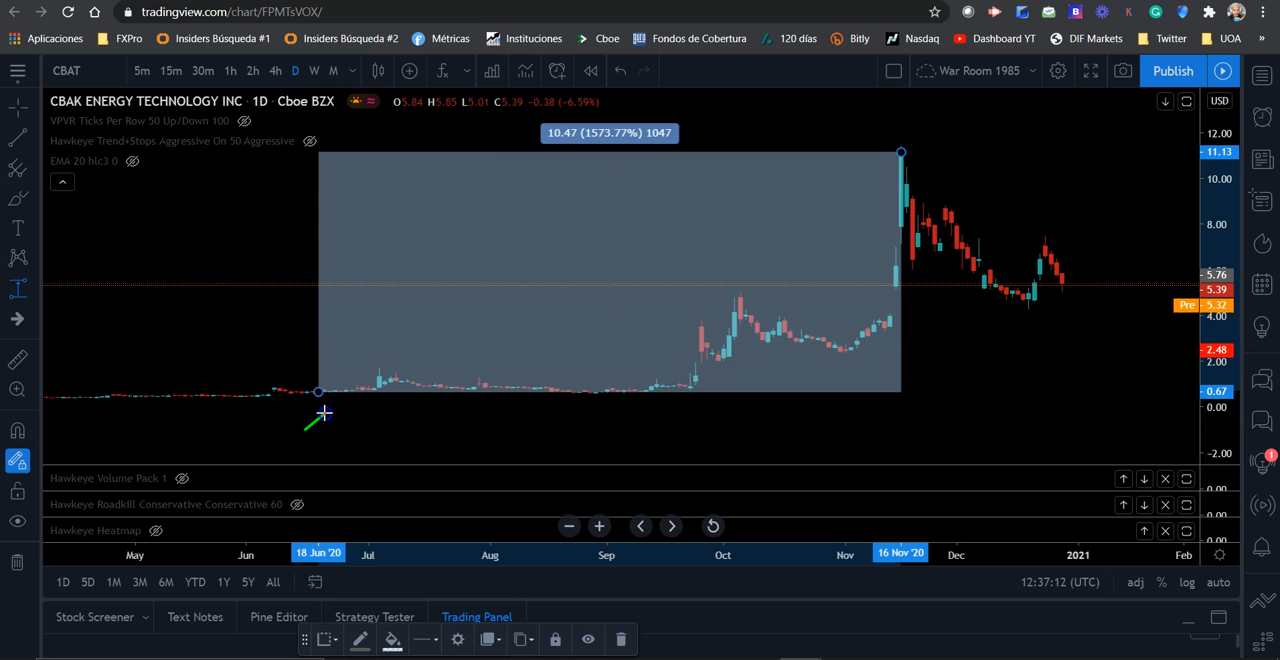 tradingview.com/chart/FPMTsVOX/
Aplicaciones FXPro Insiders Búsqueda #1 Insiders Búsqueda #2 Métricas Instituciones Cboe Fondos de Cobertura 120 días Bitly Nasdaq Dashboard YT DIF Markets Twitter UOA »
CBAT 5m 15m 30m 1h 2h 4h D W M War Room 1985 Publish
CBAK ENERGY TECHNOLOGY INC · 1D · Cboe BZX O5.84 H5.85 L5.01 C5.39 -0.38 (-6.59%) USD
VPVR Ticks Per Row 50 Up/Down 100
Hawkeye Trend+Stops Aggressive On 50 Aggressive
EMA 20 hlc3 0
10.47 (1573.77%) 1047
12.00
11.13
10.00
8.00
5.76
5.39
Pre 5.32
4.00
2.48
2.00
0.67
0.00
-2.00
Hawkeye Volume Pack 1
Hawkeye Roadkill Conservative Conservative 60
Hawkeye Heatmap
May Jun 18 Jun '20 Jul Aug Sep Oct Nov 16 Nov '20 Dec 2021 Feb
1D 5D 1M 3M 6M YTD 1Y 5Y All 12:37:12 (UTC) adj % log auto
Stock Screener Text Notes Pine Editor Strategy Tester Trading Panel